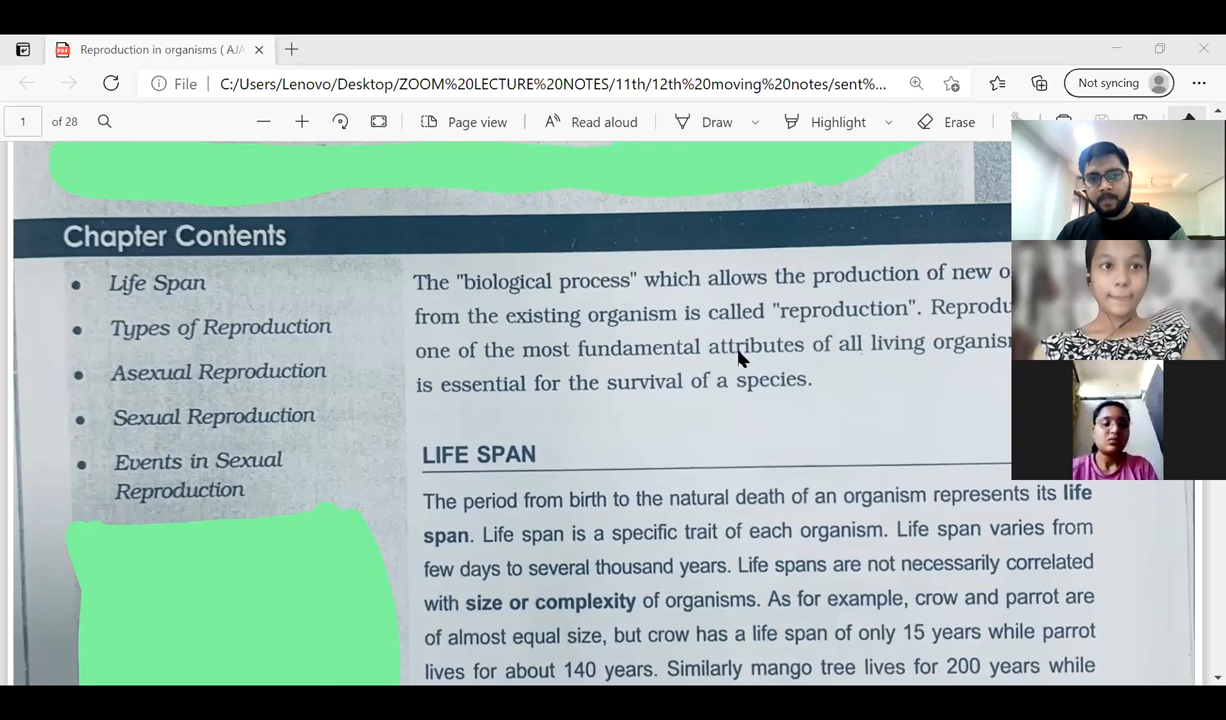 Reproduction in organisms ( AJA
File
C:/Users/Lenovo/Desktop/ZOOM%20LECTURE%20NOTES/11th/12th%20moving%20notes/sent%...
Not syncing
1 of 28
Page view
Read aloud
Draw
Highlight
Erase
Chapter Contents
Life Span
Types of Reproduction
Asexual Reproduction
Sexual Reproduction
Events in Sexual
Reproduction
The "biological process" which allows the production of new
from the existing organism is called "reproduction".
one of the most fundamental attributes of all living
is essential for the survival of a species.
LIFE SPAN
The period from birth to the natural death of an organism represents its life
span. Life span is a specific trait of each organism. Life span varies from
few days to several thousand years. Life spans are not necessarily correlated
with size or complexity of organisms. As for example, crow and parrot are
of almost equal size, but crow has a life span of only 15 years while parrot
lives for about 140 years. Similarly mango tree lives for 200 years while